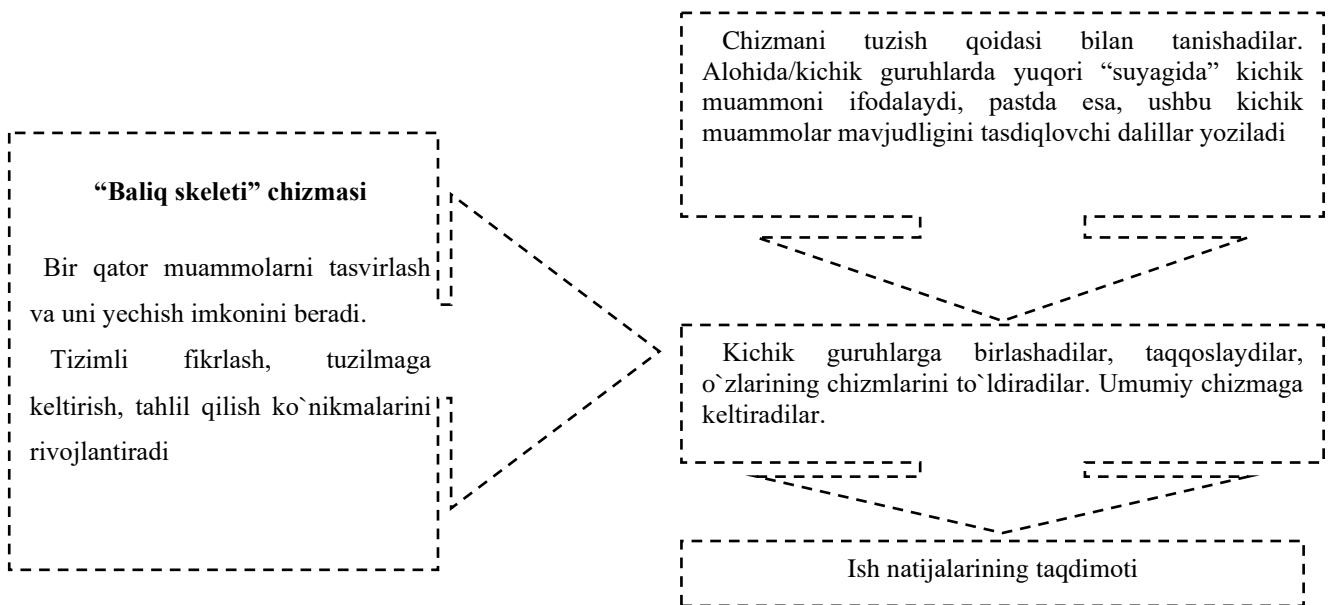 “Baliq skeleti” chizmasi
Bir qator muammolarni tasvirlash
va uni yechish imkonini beradi.
Tizimli fikrlash, tuzilmaga
keltirish, tahlil qilish ko`nikmalarini
rivojlantiradi
Chizmani tuzish qoidasi bilan tanishadilar.
Alohida/kichik guruhlarda yuqori “suyagida” kichik
muammoni ifodalaydi, pastda esa, ushbu kichik
muammolar mavjudligini tasdiqlovchi dalillar yoziladi
Kichik guruhlarga birlashadilar, taqqoslaydilar,
o`zlarining chizmlarini to`ldiradilar. Umumiy chizmaga
keltiradilar.
Ish natijalarining taqdimoti